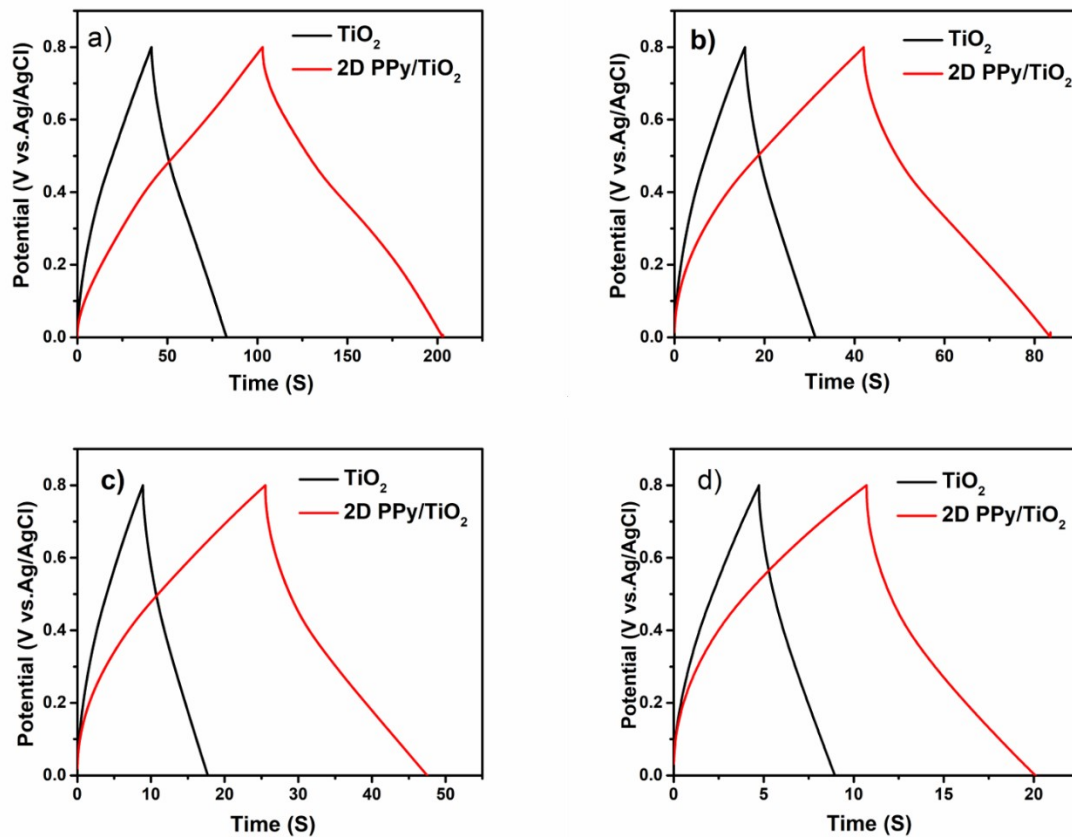 a)
TiO₂
2D PPy/TiO₂
Potential (V vs.Ag/AgCl)
0.8
0.6
0.4
0.2
0.0
0 50 100 150 200
Time (S)
b)
TiO₂
2D PPy/TiO₂
Potential (V vs.Ag/AgCl)
0.8
0.6
0.4
0.2
0.0
0 20 40 60 80
Time (S)
c)
TiO₂
2D PPy/TiO₂
Potential (V vs.Ag/AgCl)
0.8
0.6
0.4
0.2
0.0
0 10 20 30 40 50
Time (S)
d)
TiO₂
2D PPy/TiO₂
Potential (V vs.Ag/AgCl)
0.8
0.6
0.4
0.2
0.0
0 5 10 15 20
Time (S)